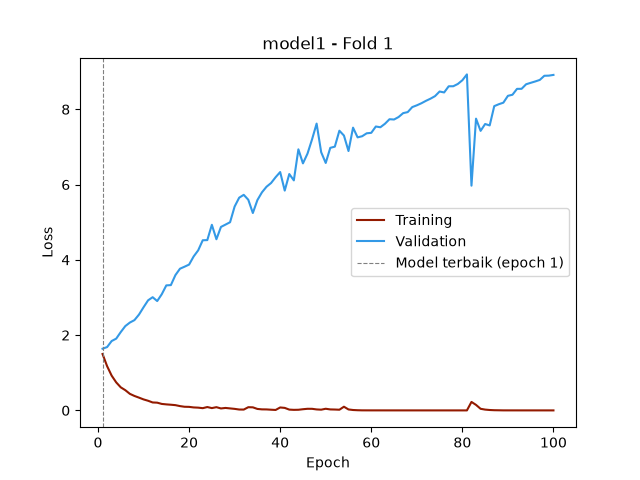 model1 - Fold 1
8
6
4
2
0
Loss
Training
Validation
Model terbaik (epoch 1)
0 20 40 60 80 100
Epoch